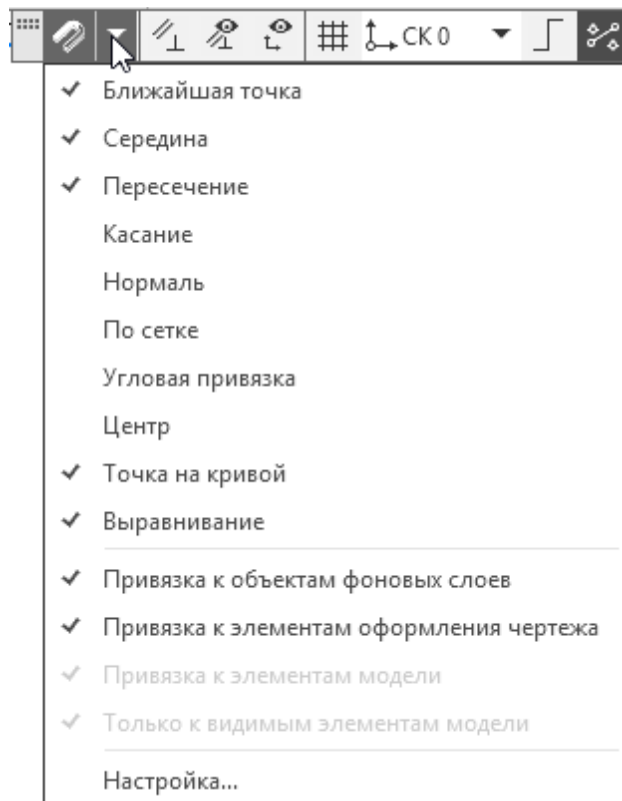 СК 0
Ближайшая точка
Середина
Пересечение
Касание
Нормаль
По сетке
Угловая привязка
Центр
Точка на кривой
Выравнивание
Привязка к объектам фоновых слоев
Привязка к элементам оформления чертежа
Привязка к элементам модели
Только к видимым элементам модели
Настройка...